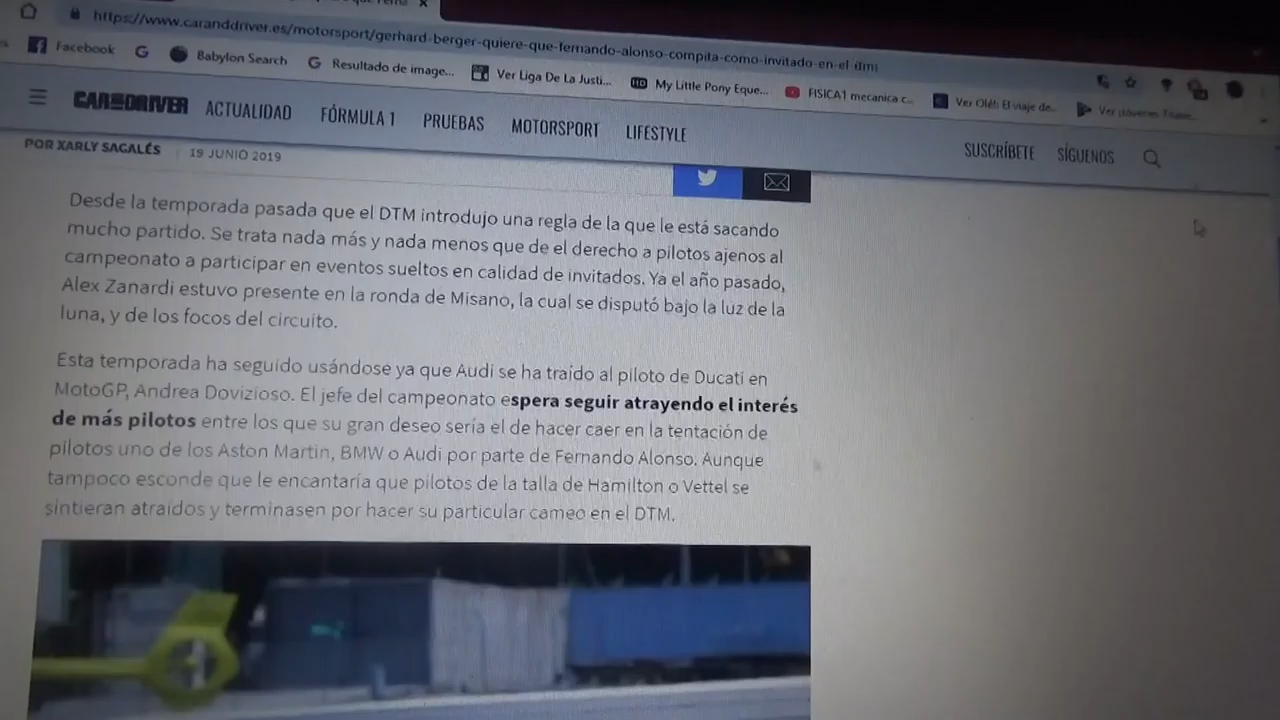 https://www.caranddriver.es/motorsport/gerhard-berger-quiere-que-fernando-alonso-compita-como-invitado-en-el-dtm
Facebook Babylon Search Resultado de image... Ver Liga De La Justi... My Little Pony Eque... FISICA1 mecanica c... Ver Oléˈ! El viaje de...
CAR AND DRIVER ACTUALIDAD FÓRMULA 1 PRUEBAS MOTORSPORT LIFESTYLE SUSCRÍBETE SÍGUENOS
POR XARLY SAGALÉS 19 JUNIO 2019
Desde la temporada pasada que el DTM introdujo una regla de la que le está sacando
mucho partido. Se trata nada más y nada menos que de el derecho a pilotos ajenos al
campeonato a participar en eventos sueltos en calidad de invitados. Ya el año pasado,
Alex Zanardi estuvo presente en la ronda de Misano, la cual se disputó bajo la luz de la
luna, y de los focos del circuito.
Esta temporada ha seguido usándose ya que Audi se ha traído al piloto de Ducati en
MotoGP, Andrea Dovizioso. El jefe del campeonato espera seguir atrayendo el interés
de más pilotos entre los que su gran deseo sería el de hacer caer en la tentación de
pilotos uno de los Aston Martin, BMW o Audi por parte de Fernando Alonso. Aunque
tampoco esconde que le encantaría que pilotos de la talla de Hamilton o Vettel se
sintieran atraídos y terminasen por hacer su particular cameo en el DTM.